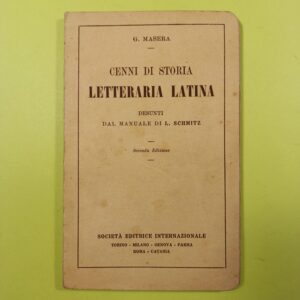 G. MASERA
CENNI DI STORIA
LETTERARIA LATINA
DESUNTI
DAL MANUALE DI L. SCHMITZ
Seconda Edizione
SOCIETÀ EDITRICE INTERNAZIONALE
TORINO - MILANO - GENOVA - PARMA
ROMA - CATANIA